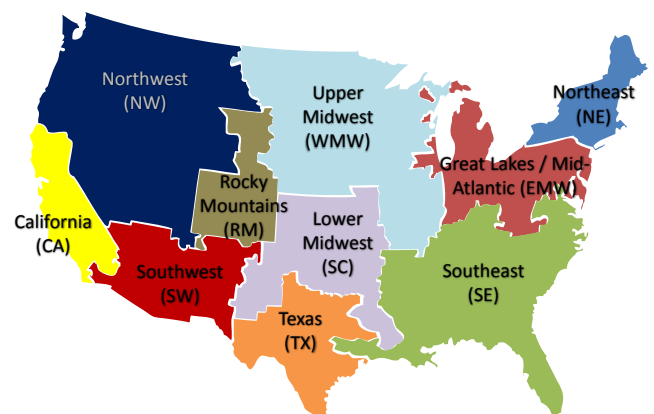 Northwest
(NW)
Upper
Midwest
(WMW)
Northeast
(NE)
Great Lakes / Mid-
Atlantic (EMW)
Rocky
Mountains
(RM)
California
(CA)
Lower
Midwest
(SC)
Southwest
(SW)
Southeast
(SE)
Texas
(TX)